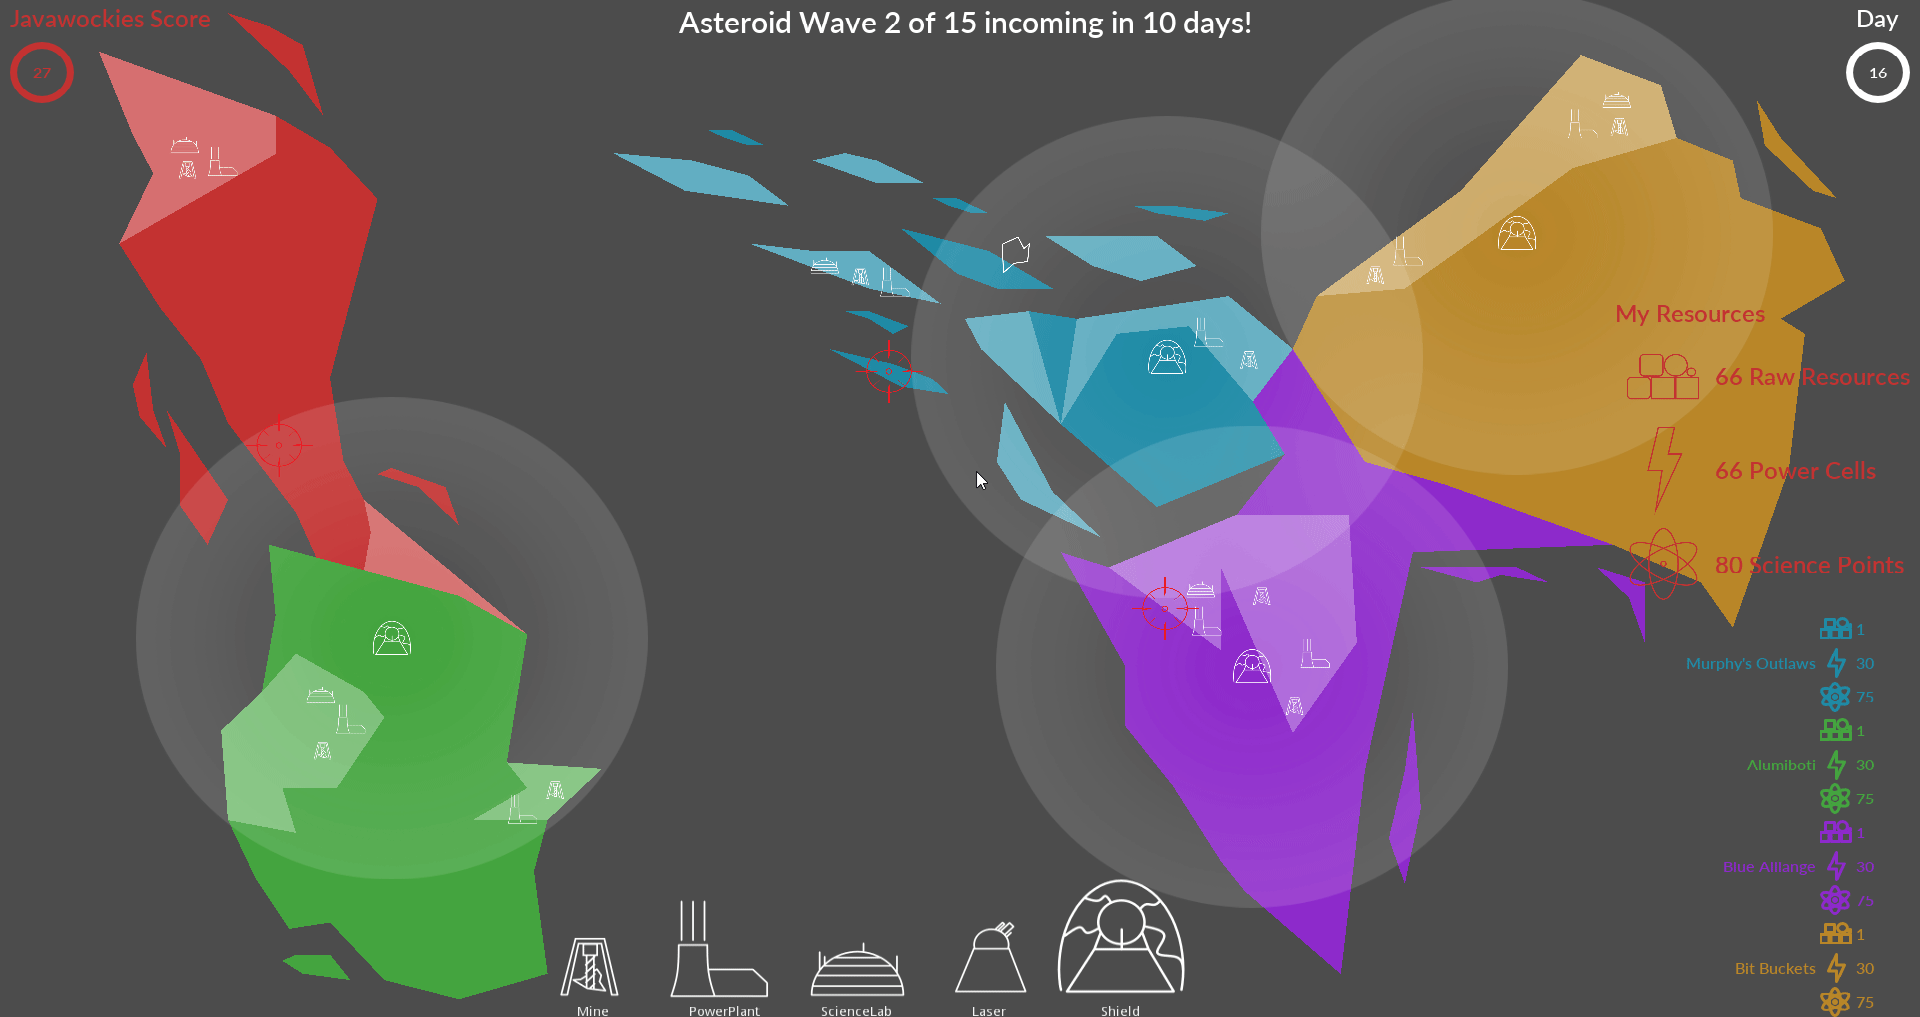 Javawockies Score
27
Asteroid Wave 2 of 15 incoming in 10 days!
Day
16
My Resources
66 Raw Resources
66 Power Cells
80 Science Points
1
Murphy's Outlaws 30
75
1
Alumiboti 30
75
1
Blue Alliange 30
75
1
Bit Buckets 30
75
Mine
PowerPlant
ScienceLab
Laser
Shield